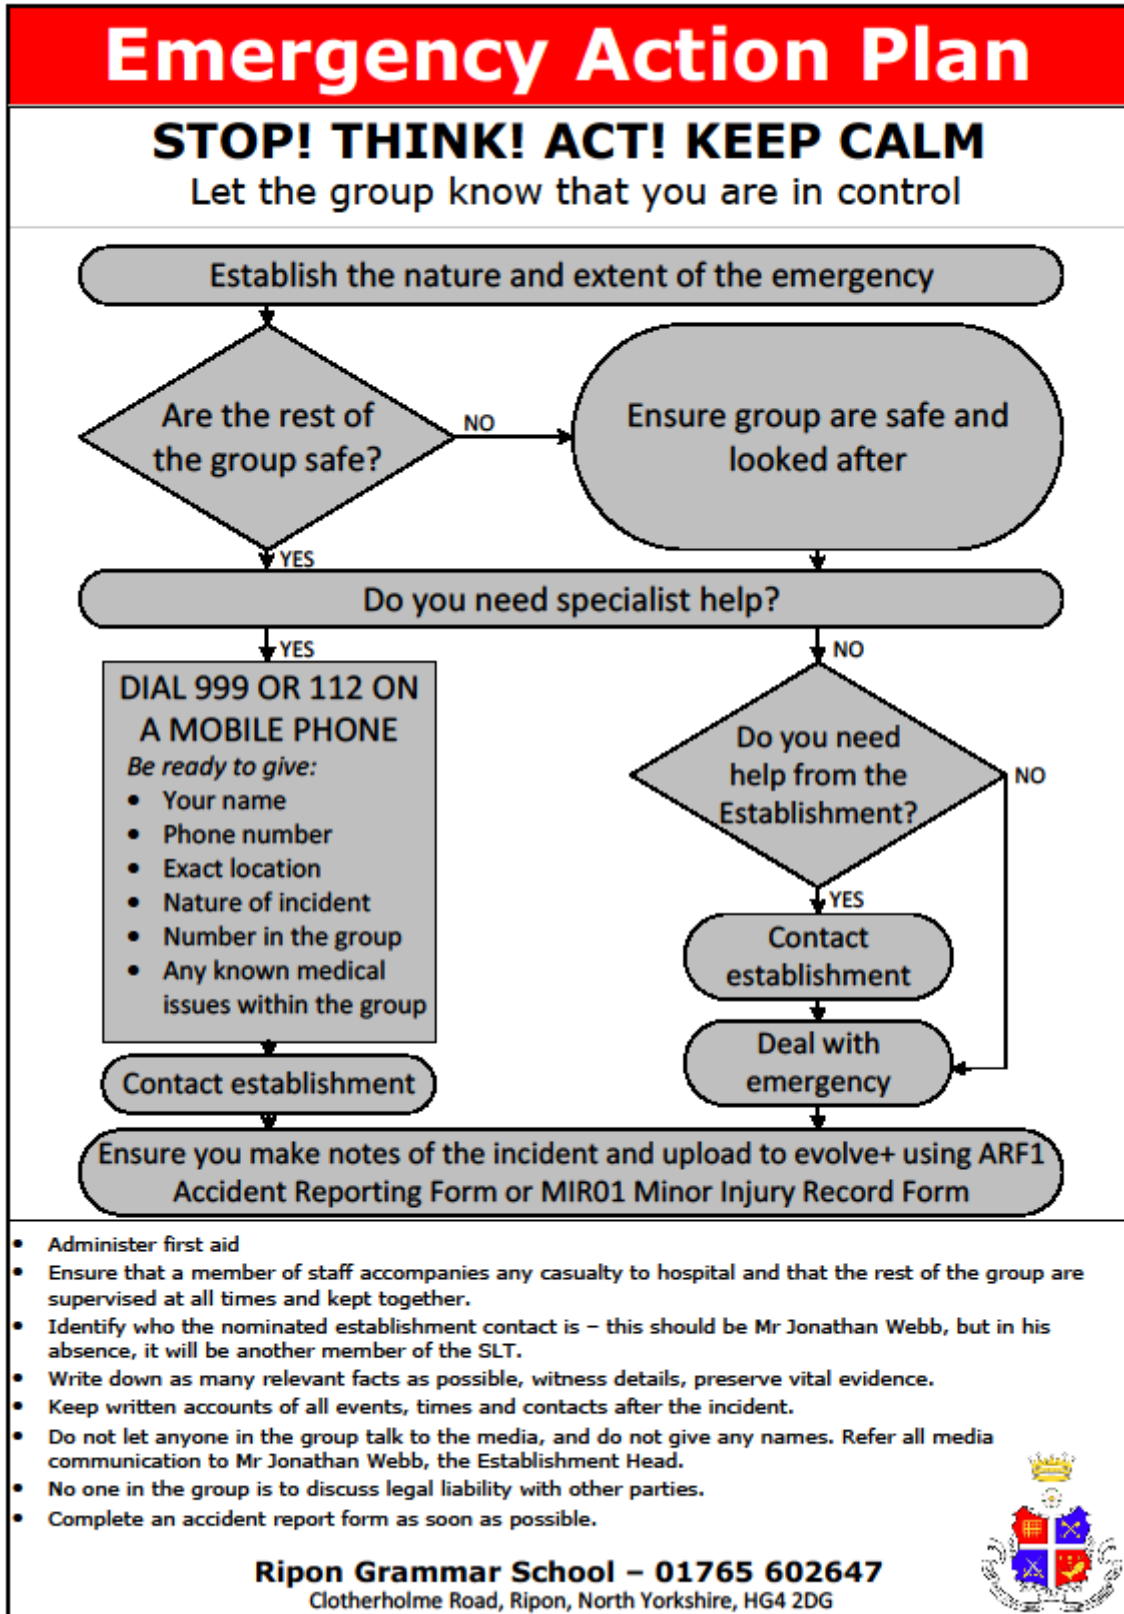 Emergency Action Plan
STOP! THINK! ACT! KEEP CALM
Let the group know that you are in control
Establish the nature and extent of the emergency
Are the rest of
the group safe?
NO
Ensure group are safe and
looked after
YES
Do you need specialist help?
YES
NO
DIAL 999 OR 112 ON
A MOBILE PHONE
Be ready to give:
• Your name
• Phone number
• Exact location
• Nature of incident
• Number in the group
• Any known medical
issues within the group
Contact establishment
Do you need
help from the
Establishment?
NO
YES
Contact
establishment
Deal with
emergency
Ensure you make notes of the incident and upload to evolve+ using ARF1
Accident Reporting Form or MIR01 Minor Injury Record Form
• Administer first aid
• Ensure that a member of staff accompanies any casualty to hospital and that the rest of the group are
supervised at all times and kept together.
• Identify who the nominated establishment contact is – this should be Mr Jonathan Webb, but in his
absence, it will be another member of the SLT.
• Write down as many relevant facts as possible, witness details, preserve vital evidence.
• Keep written accounts of all events, times and contacts after the incident.
• Do not let anyone in the group talk to the media, and do not give any names. Refer all media
communication to Mr Jonathan Webb, the Establishment Head.
• No one in the group is to discuss legal liability with other parties.
• Complete an accident report form as soon as possible.
Ripon Grammar School – 01765 602647
Clotherholme Road, Ripon, North Yorkshire, HG4 2DG